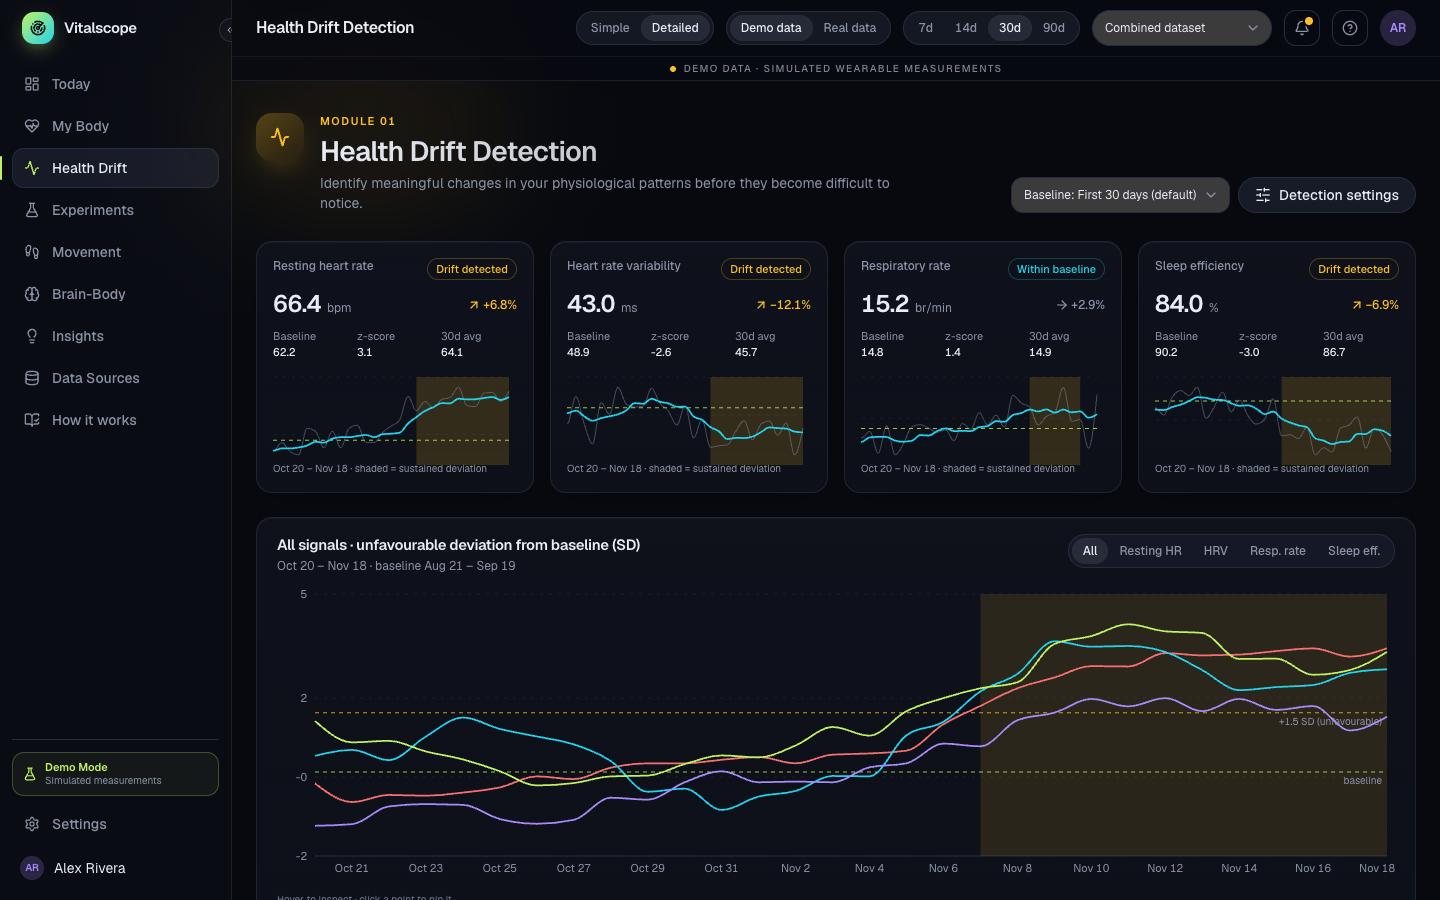 Vitalscope
«
Health Drift Detection
Simple
Detailed
Demo data
Real data
7d
14d
30d
90d
Combined dataset
AR
DEMO DATA · SIMULATED WEARABLE MEASUREMENTS
Today
My Body
Health Drift
Experiments
Movement
Brain-Body
Insights
Data Sources
How it works
Demo Mode
Simulated measurements
Settings
AR
Alex Rivera
MODULE 01
Health Drift Detection
Identify meaningful changes in your physiological patterns before they become difficult to
notice.
Baseline: First 30 days (default)
Detection settings
Resting heart rate
Drift detected
66.4 bpm
+6.8%
Baseline
z-score
30d avg
62.2
3.1
64.1
Oct 20 – Nov 18 · shaded = sustained deviation
Heart rate variability
Drift detected
43.0 ms
−12.1%
Baseline
z-score
30d avg
48.9
-2.6
45.7
Oct 20 – Nov 18 · shaded = sustained deviation
Respiratory rate
Within baseline
15.2 br/min
+2.9%
Baseline
z-score
30d avg
14.8
1.4
14.9
Oct 20 – Nov 18 · shaded = sustained deviation
Sleep efficiency
Drift detected
84.0 %
−6.9%
Baseline
z-score
30d avg
90.2
-3.0
86.7
Oct 20 – Nov 18 · shaded = sustained deviation
All signals · unfavourable deviation from baseline (SD)
Oct 20 – Nov 18 · baseline Aug 21 – Sep 19
All
Resting HR
HRV
Resp. rate
Sleep eff.
5
2
-0
-2
+1.5 SD (unfavourable)
baseline
Oct 21
Oct 23
Oct 25
Oct 27
Oct 29
Oct 31
Nov 2
Nov 4
Nov 6
Nov 8
Nov 10
Nov 12
Nov 14
Nov 16
Nov 18
Hover to inspect · click a point to pin it